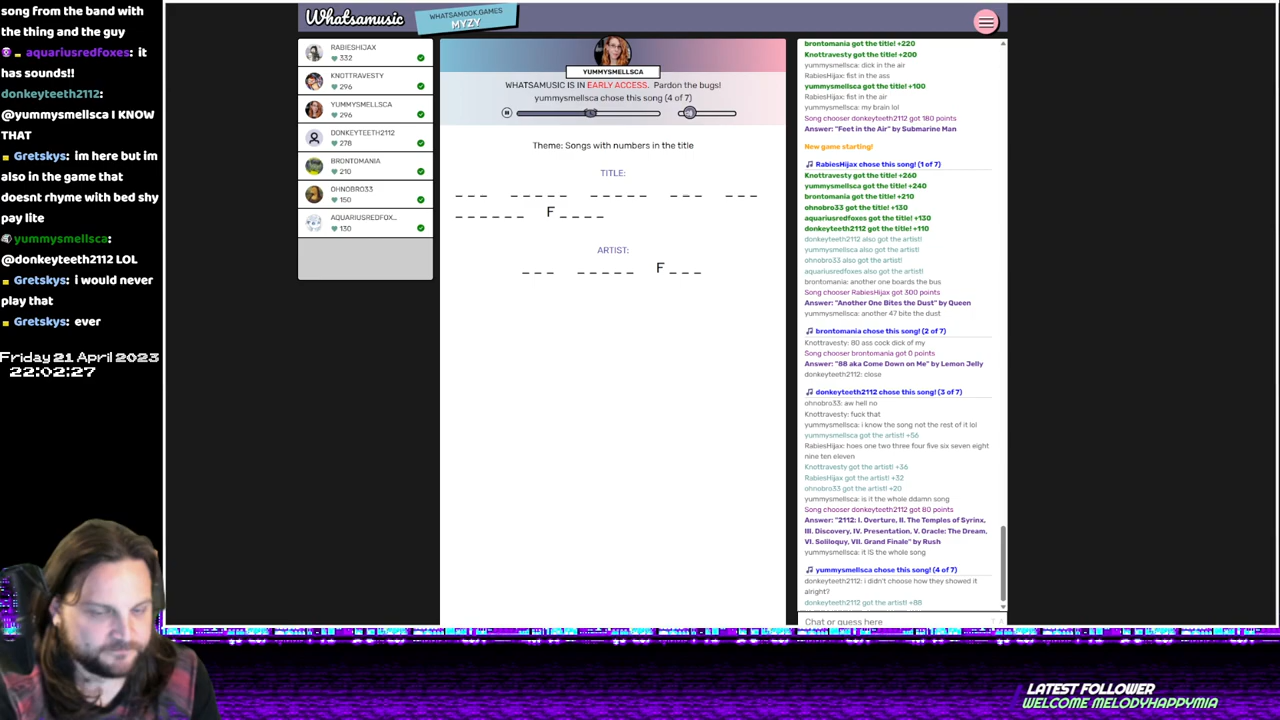 song from the band with
the thing and the guy
aquariusredfoxes: it
has sounds!!
donkeyteeth2112:
@yummysmellsca NOW
THAT
Gretskys: im here but im
also in the game to
help my mom so ill shy
pay like
yummysmellsca:
@donkeyteeth2112 LOL
Gretskys: i wont never
play that
Gretskys: ever
Friday 21 April 2023
22:02:27
Whatsamusic
WHATSAMOOK.GAMES
MYZY
RABIESHIJAX
332
KNOTTRAVESTY
296
YUMMYSMELLSCA
296
DONKEYTEETH2112
278
BRONTOMANIA
210
OHNOBRO33
150
AQUARIUSREDFOX...
130
YUMMYSMELLSCA
WHATSAMUSIC IS IN EARLY ACCESS. Pardon the bugs!
yummysmellsca chose this song (4 of 7)
Theme: Songs with numbers in the title
TITLE:
_ _ _ _ _ _ _ _ _ _ _ _ _ _ _ _ _ _ _
_ _ _ _ _ _ F _ _ _ _
ARTIST:
_ _ _ _ _ _ _ _ F _ _ _
brontomania got the title! +220
Knottravesty got the title! +200
yummysmellsca: dick in the air
RabiesHijax: fist in the ass
yummysmellsca got the title! +100
RabiesHijax: fist in the air
yummysmellsca: my brain lol
Song chooser donkeyteeth2112 got 180 points
Answer: "Feet in the Air" by Submarine Man
New game starting!
RabiesHijax chose this song! (1 of 7)
Knottravesty got the title! +260
yummysmellsca got the title! +240
brontomania got the title! +210
ohnobro33 got the title! +130
aquariusredfoxes got the title! +130
donkeyteeth2112 got the title! +110
donkeyteeth2112 also got the artist!
yummysmellsca also got the artist!
ohnobro33 also got the artist!
aquariusredfoxes also got the artist!
brontomania: another one boards the bus
Song chooser RabiesHijax got 300 points
Answer: "Another One Bites the Dust" by Queen
yummysmellsca: another 47 bite the dust
brontomania chose this song! (2 of 7)
Knottravesty: 80 ass cock dick of my
Song chooser brontomania got 0 points
Answer: "88 aka Come Down on Me" by Lemon Jelly
donkeyteeth2112: close
donkeyteeth2112 chose this song! (3 of 7)
ohnobro33: aw hell no
Knottravesty: fuck that
yummysmellsca: i know the song not the rest of it lol
yummysmellsca got the artist! +56
RabiesHijax: hoes one two three four five six seven eight
nine ten eleven
Knottravesty got the artist! +36
RabiesHijax got the artist! +32
ohnobro33 got the artist! +20
yummysmellsca: is it the whole ddamn song
Song chooser donkeyteeth2112 got 80 points
Answer: "2112: I. Overture, II. The Temples of Syrinx,
III. Discovery, IV. Presentation, V. Oracle: The Dream,
VI. Soliloquy, VII. Grand Finale" by Rush
yummysmellsca: it IS the whole song
yummysmellsca chose this song! (4 of 7)
donkeyteeth2112: i didn't choose how they showed it
alright?
donkeyteeth2112 got the artist! +88
Chat or guess here
LATEST FOLLOWER
WELCOME MELODYHAPPYMIA